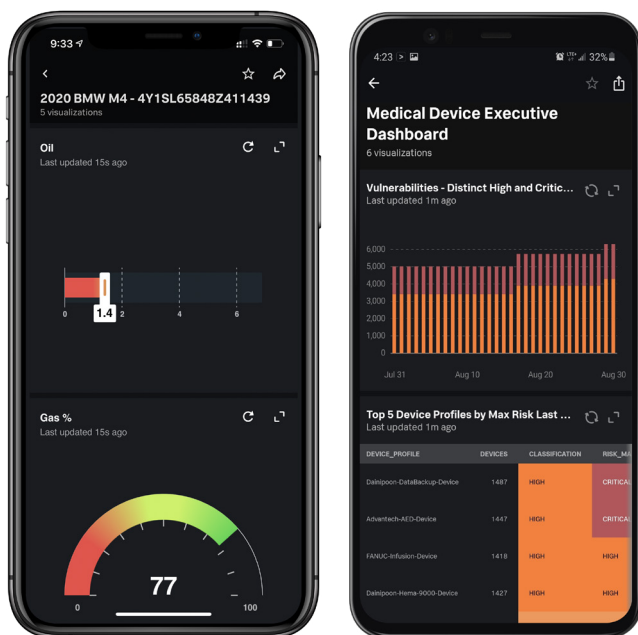 9:33
2020 BMW M4 - 4Y1SL65848Z411439
5 visualizations
Oil
Last updated 15s ago
0 1.4 2 4 6
Gas %
Last updated 15s ago
77
0 100
4:23 LTE+ 32%
Medical Device Executive
Dashboard
6 visualizations
Vulnerabilities - Distinct High and Critic...
Last updated 1m ago
6,000
5,000
4,000
3,000
2,000
1,000
0
Jul 31 Aug 10 Aug 20 Aug 30
Top 5 Device Profiles by Max Risk Last ...
Last updated 1m ago
DEVICE_PROFILE DEVICES CLASSIFICATION RISK_MA
Dainipoon-DataBackup-Device 1487 HIGH CRITICAL
Advantech-AED-Device 1447 HIGH CRITICAL
FANUC-Infusion-Device 1418 HIGH HIGH
Dainipoon-Hema-9000-Device 1427 HIGH HIGH